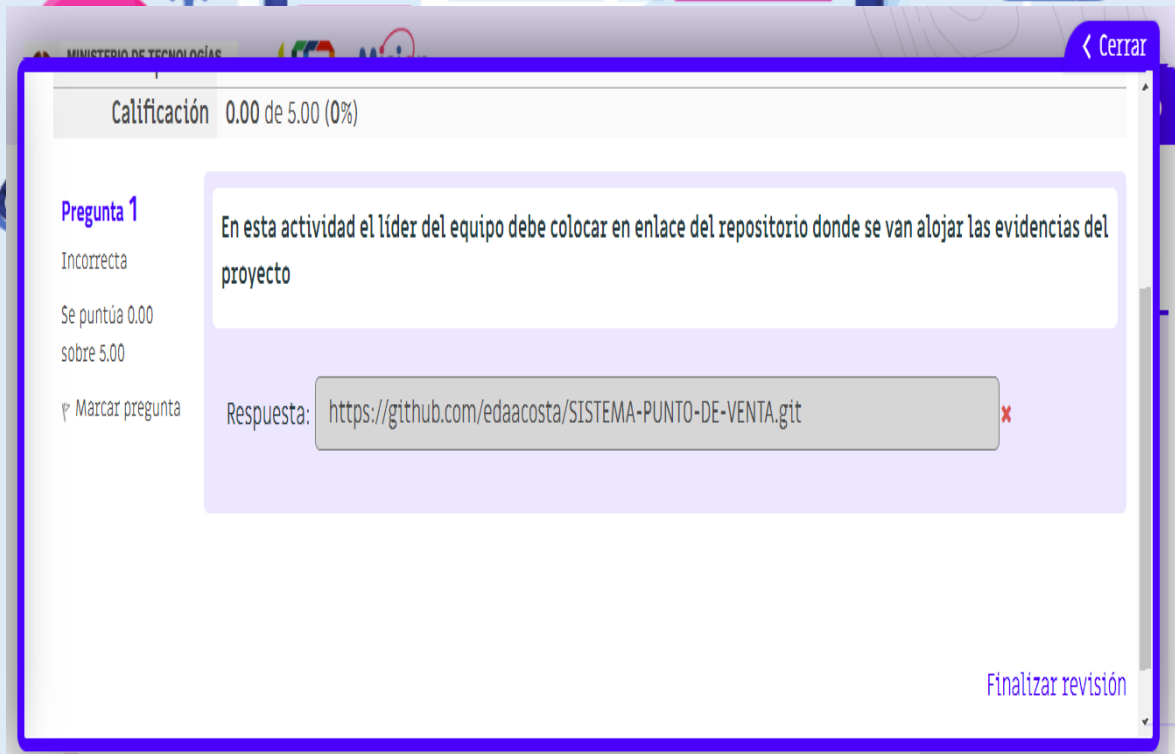 MINISTERIO DE TECNOLOGÍAS
Cerrar
Calificación 0.00 de 5.00 (0%)
Pregunta 1
Incorrecta
Se puntúa 0.00
sobre 5.00
Marcar pregunta
En esta actividad el líder del equipo debe colocar en enlace del repositorio donde se van alojar las evidencias del
proyecto
Respuesta: https://github.com/edaacosta/SISTEMA-PUNTO-DE-VENTA.git
Finalizar revisión